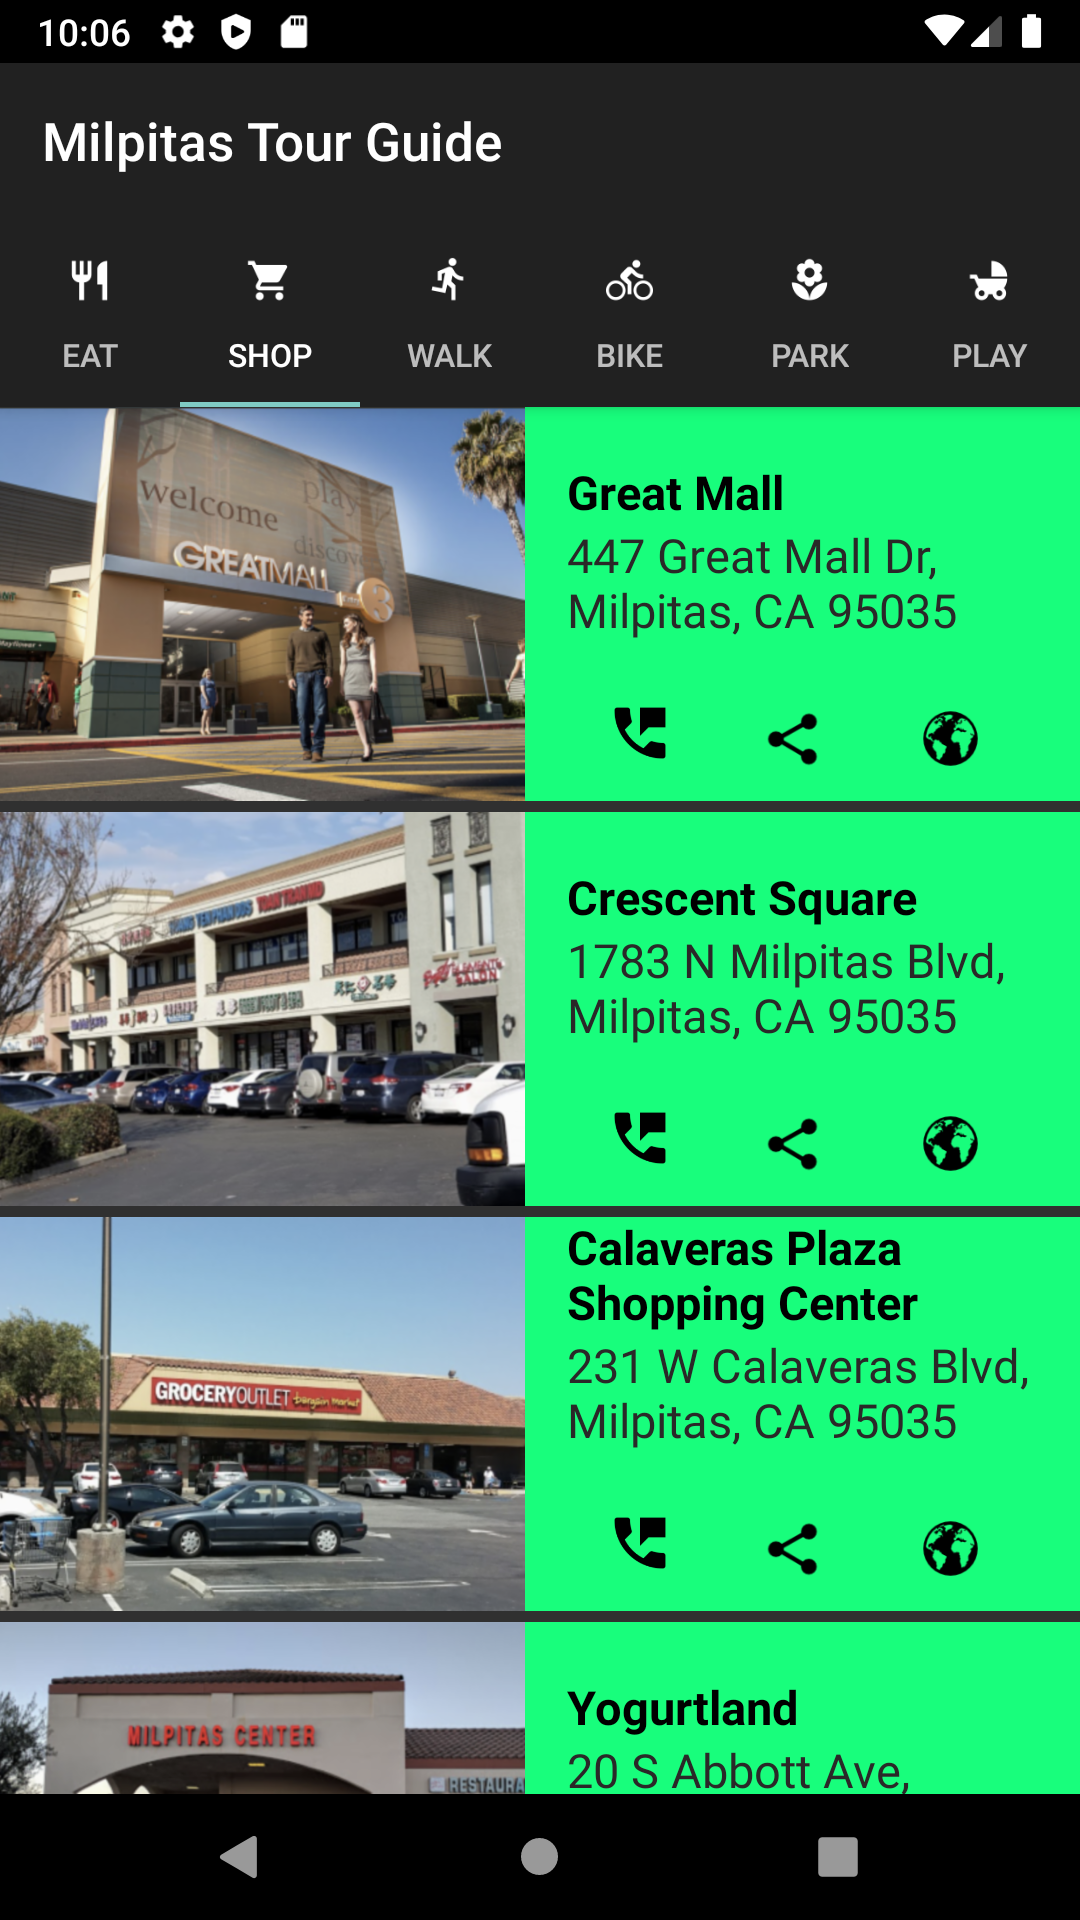 10:06
Milpitas Tour Guide
EAT
SHOP
WALK
BIKE
PARK
PLAY
welcome
play
discover
GREATMALL
Great Mall
447 Great Mall Dr,
Milpitas, CA 95035
Crescent Square
1783 N Milpitas Blvd,
Milpitas, CA 95035
GROCERY OUTLET bargain market
Calaveras Plaza
Shopping Center
231 W Calaveras Blvd,
Milpitas, CA 95035
MILPITAS CENTER
RESTAURA
Yogurtland
20 S Abbott Ave,